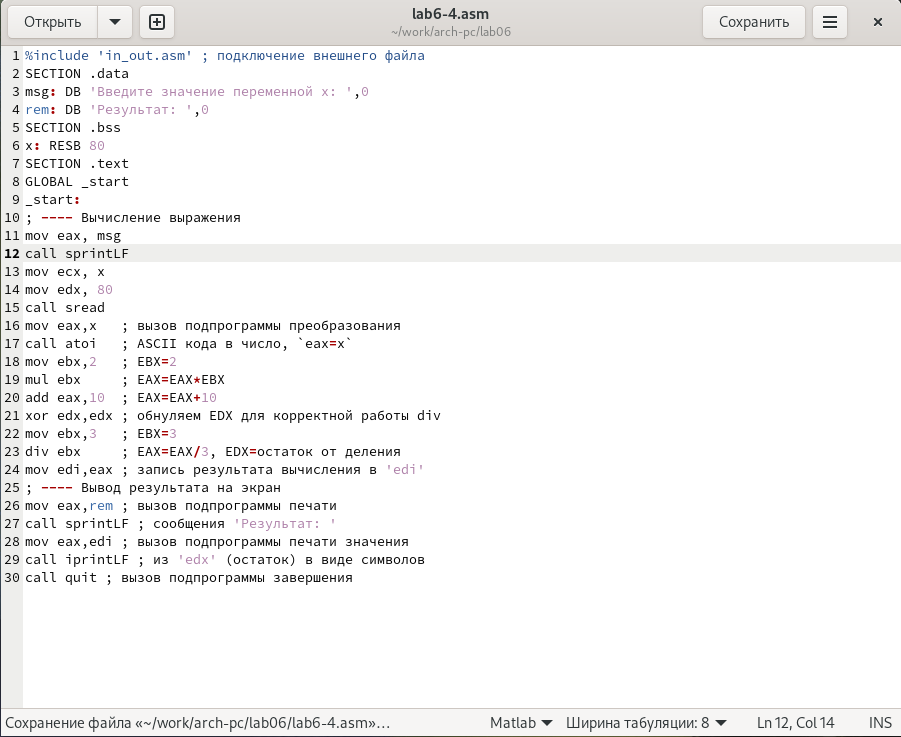 Открыть
lab6-4.asm
~/work/arch-pc/lab06
Сохранить
1 %include 'in_out.asm' ; подключение внешнего файла
2 SECTION .data
3 msg: DB 'Введите значение переменной x: ',0
4 rem: DB 'Результат: ',0
5 SECTION .bss
6 x: RESB 80
7 SECTION .text
8 GLOBAL _start
9 _start:
10 ; ---- Вычисление выражения
11 mov eax, msg
12 call sprintLF
13 mov ecx, x
14 mov edx, 80
15 call sread
16 mov eax,x   ; вызов подпрограммы преобразования
17 call atoi   ; ASCII кода в число, `eax=x`
18 mov ebx,2   ; EBX=2
19 mul ebx     ; EAX=EAX*EBX
20 add eax,10  ; EAX=EAX+10
21 xor edx,edx ; обнуляем EDX для корректной работы div
22 mov ebx,3   ; EBX=3
23 div ebx     ; EAX=EAX/3, EDX=остаток от деления
24 mov edi,eax ; запись результата вычисления в 'edi'
25 ; ---- Вывод результата на экран
26 mov eax,rem ; вызов подпрограммы печати
27 call sprintLF ; сообщения 'Результат: '
28 mov eax,edi ; вызов подпрограммы печати значения
29 call iprintLF ; из 'edx' (остаток) в виде символов
30 call quit ; вызов подпрограммы завершения
Сохранение файла «~/work/arch-pc/lab06/lab6-4.asm»… Matlab Ширина табуляции: 8 Ln 12, Col 14 INS